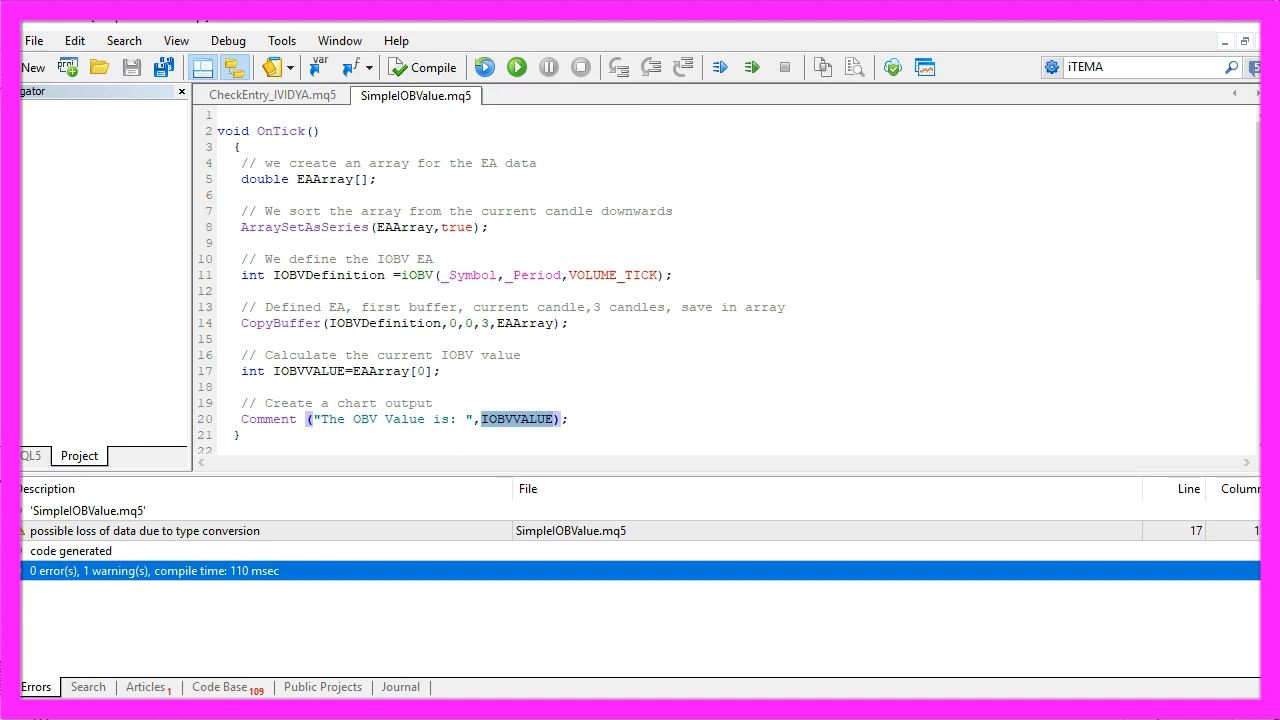 File Edit Search View Debug Tools Window Help
New Compile iTEMA
gator × CheckEntry_IVIDYA.mq5 SimpleIOBValue.mq5
1
2 void OnTick()
3 {
4 // we create an array for the EA data
5 double EAArray[];
6
7 // We sort the array from the current candle downwards
8 ArraySetAsSeries(EAArray,true);
9
10 // We define the IOBV EA
11 int IOBVDefinition =iOBV(_Symbol,_Period,VOLUME_TICK);
12
13 // Defined EA, first buffer, current candle,3 candles, save in array
14 CopyBuffer(IOBVDefinition,0,0,3,EAArray);
15
16 // Calculate the current IOBV value
17 int IOBVVALUE=EAArray[0];
18
19 // Create a chart output
20 Comment ("The OBV Value is: ",IOBVVALUE);
21 }
22
QL5 Project
Description File Line Column
'SimpleIOBValue.mq5'
possible loss of data due to type conversion SimpleIOBValue.mq5 17 1
code generated
0 error(s), 1 warning(s), compile time: 110 msec
Errors Search Articles 1 Code Base 109 Public Projects Journal